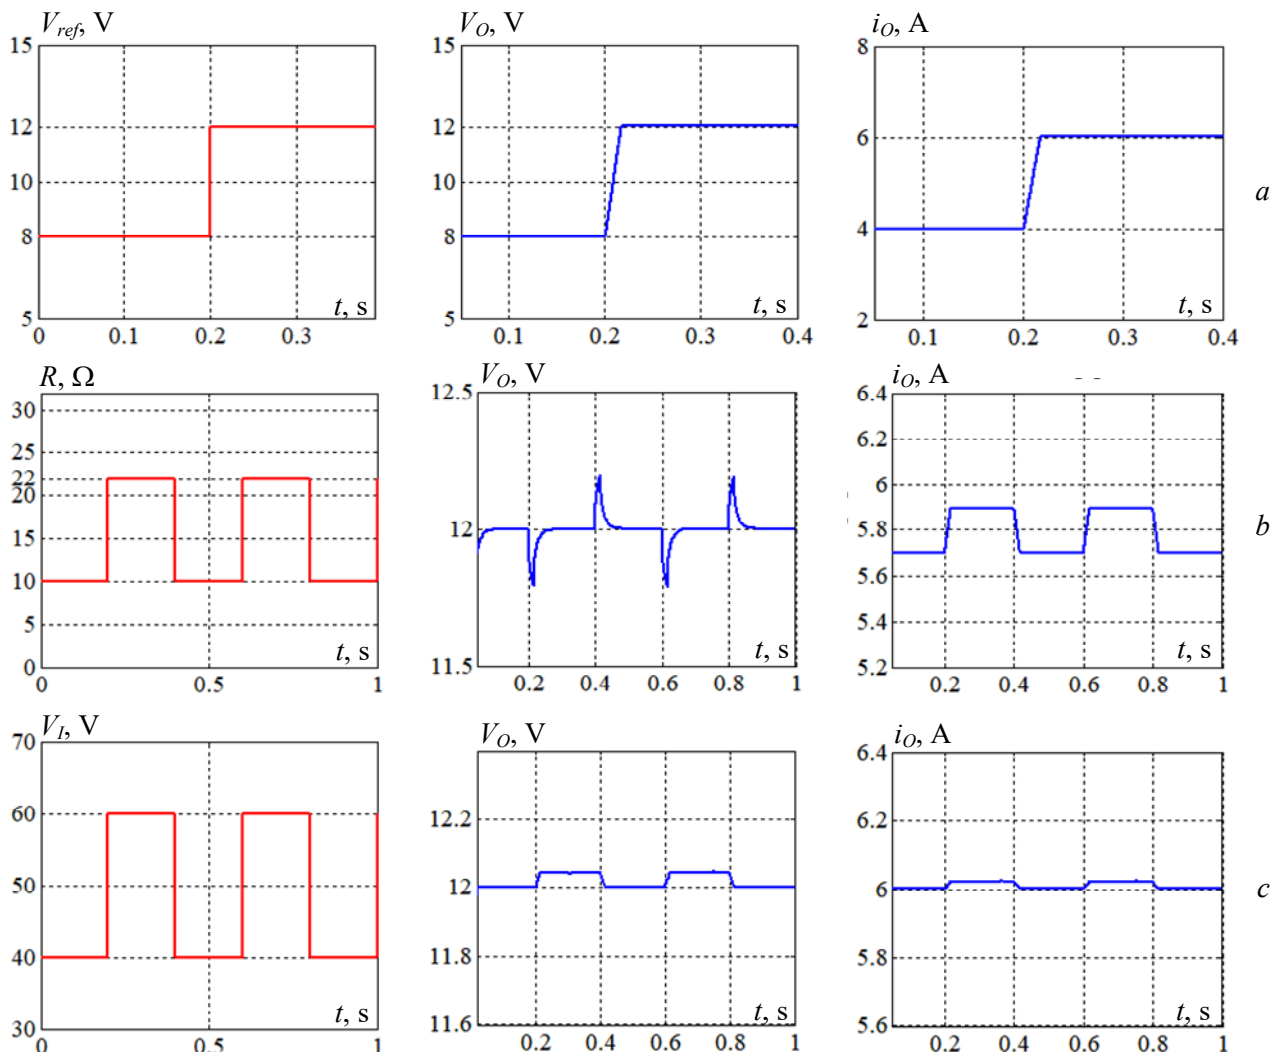 V_ref, V V_O, V i_O, A
15 15 8
12 12 6
10 10
8 8 4
5 5 2
t, s t, s t, s
0 0.1 0.2 0.3 0.1 0.2 0.3 0.4 0.1 0.2 0.3 0.4
a
R, Ω V_O, V i_O, A
30 12.5 6.4
25 6.2
22 6
20 12 5.8
10 5.6
5 5.4
0 11.5 5.2
t, s t, s t, s
0 0.5 1 0.2 0.4 0.6 0.8 1 0.2 0.4 0.6 0.8 1
b
V_I, V V_O, V i_O, A
70 6.4
60 12.2 6.2
50 12 6
40 11.8 5.8
30 11.6 5.6
t, s t, s t, s
0 0.5 1 0.2 0.4 0.6 0.8 1 0.2 0.4 0.6 0.8 1
c